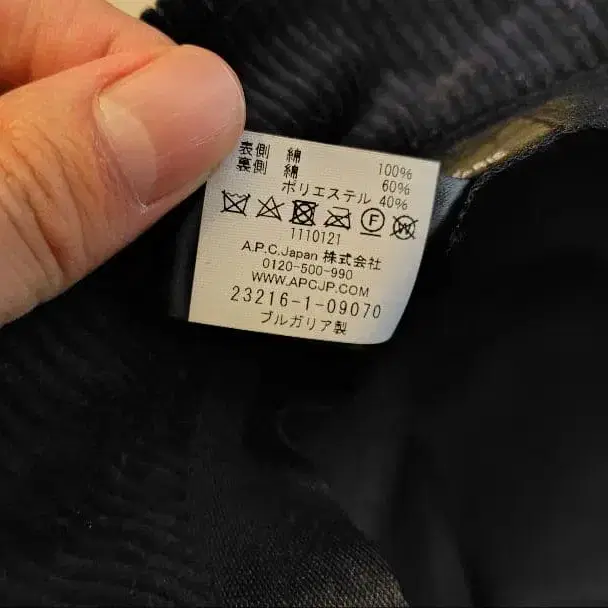 表側 綿 100%
裏側 綿 60%
ポリエステル 40%
1110121
A.P.C.Japan 株式会社
0120-500-990
WWW.APCJP.COM
23216-1-09070
ブルガリア製